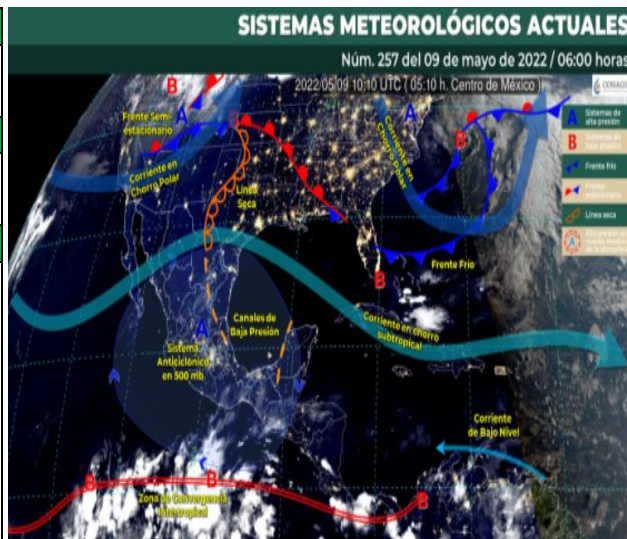 SISTEMAS METEOROLÓGICOS ACTUALES
Núm. 257 del 09 de mayo de 2022 / 06:00 horas
2022/05/09 10:10 UTC ( 05:10 h. Centro de México )
CONAGUA
B
Frente Semi-
estacionario
A
B
Corriente en
Chorro Polar
Línea
Seca
Corriente en
Chorro Polar
A
B
A Sistemas de
alta presión
B Sistemas de
baja presión
Frente frío
Frente
estacionario
Línea seca
A
Frente Frío
B
Canales de
Baja Presión
A
Sistema
Anticiclónico
en 500 mb
Corriente en chorro
subtropical
Corriente
de Bajo Nivel
B
B
B
Zona de Convergencia
Intertropical